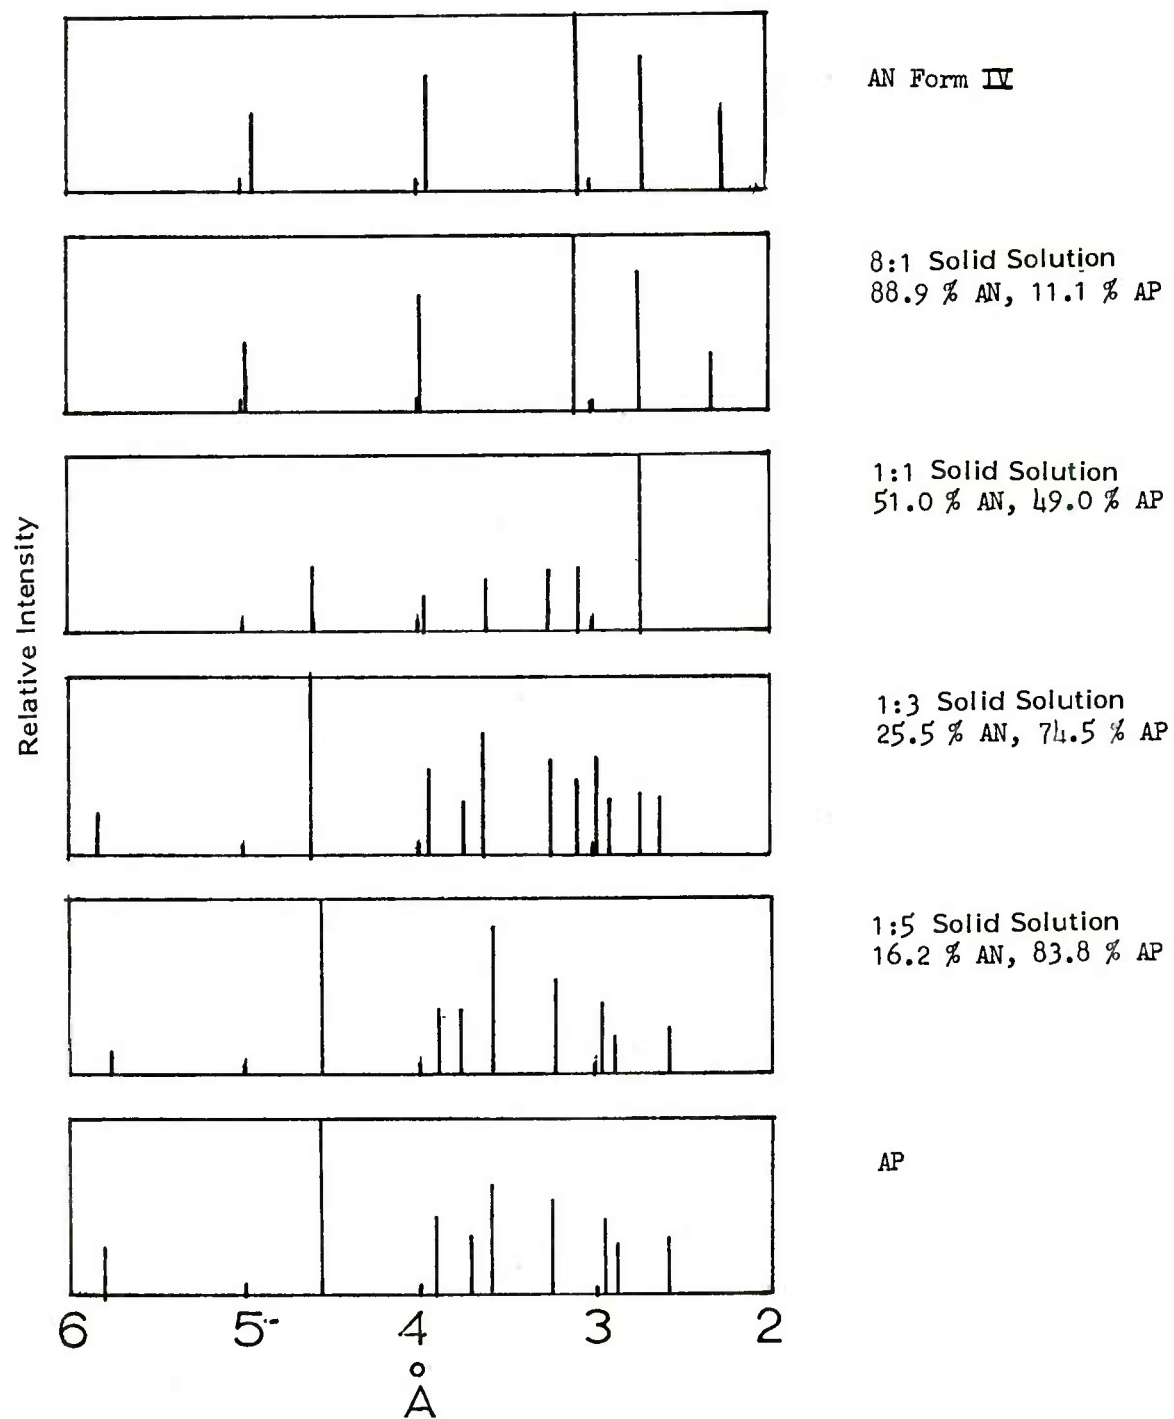 AN Form IV
8:1 Solid Solution
88.9 % AN, 11.1 % AP
1:1 Solid Solution
51.0 % AN, 49.0 % AP
Relative Intensity
1:3 Solid Solution
25.5 % AN, 74.5 % AP
1:5 Solid Solution
16.2 % AN, 83.8 % AP
AP
6 5 4 3 2
Å